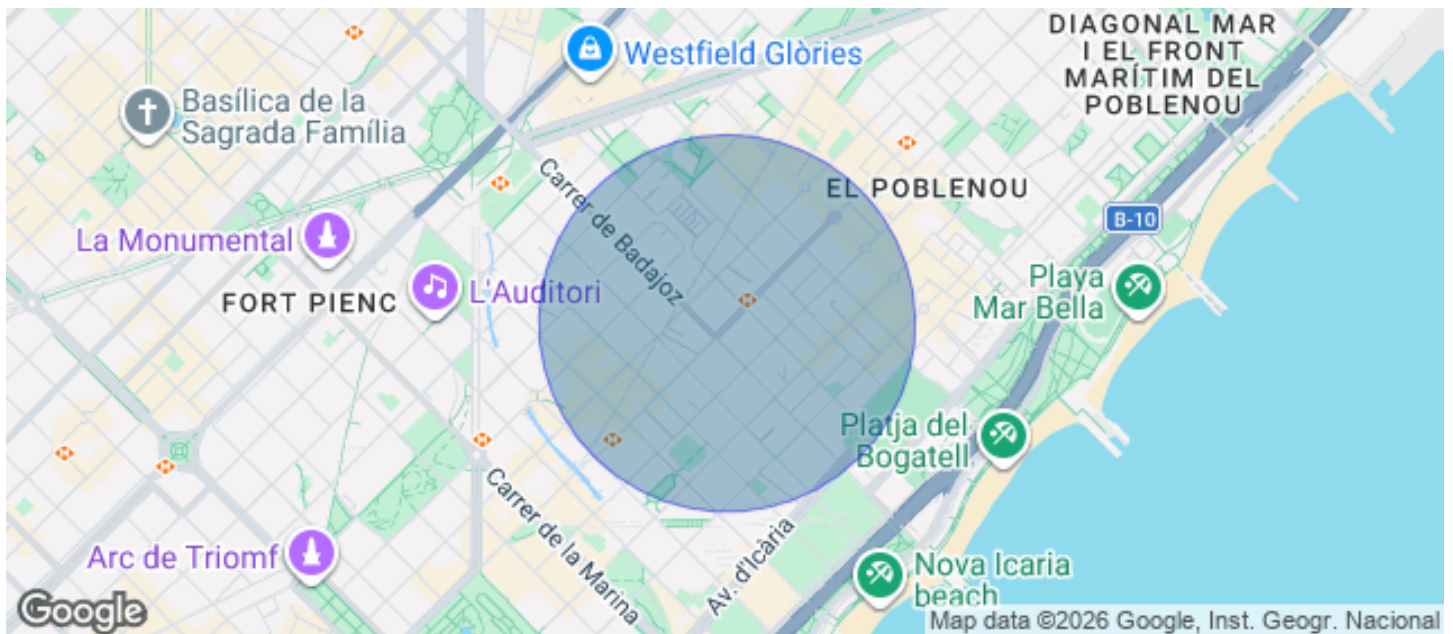 DIAGONAL MAR
I EL FRONT
MARÍTIM DEL
POBLENOU
Westfield Glòries
Basílica de la
Sagrada Família
Carrer de Badajoz
EL POBLENOU
B-10
La Monumental
L'Auditori
FORT PIENC
Playa
Mar Bella
Platja del
Bogatell
Carrer de la Marina
Av. d'Icària
Arc de Triomf
Nova Icaria
beach
Google
Map data ©2026 Google, Inst. Geogr. Nacional